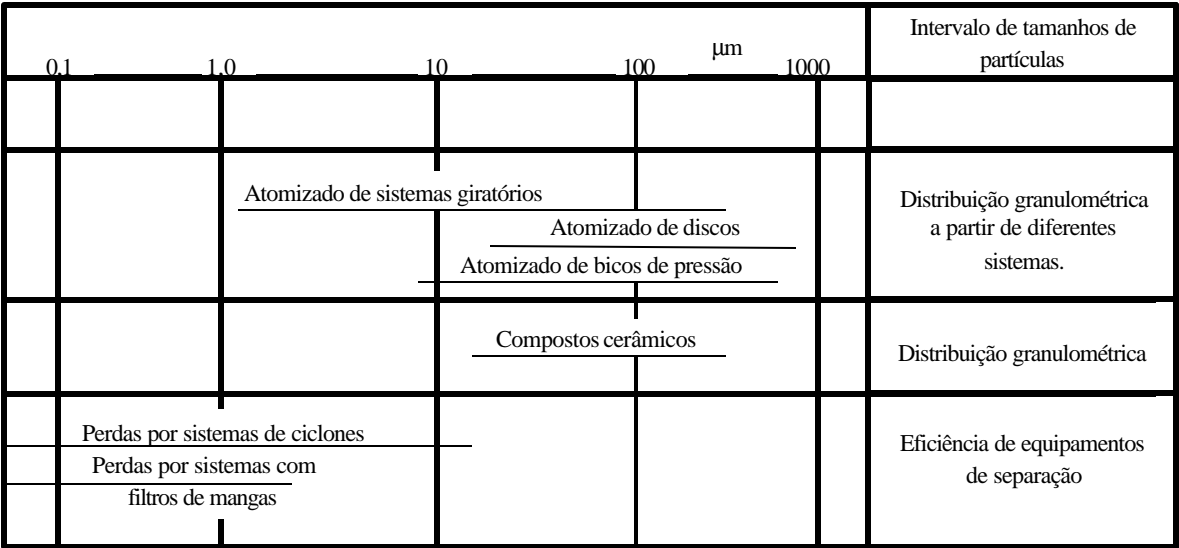 µm
0.1 1.0 10 100 1000
Intervalo de tamanhos de
partículas
Atomizado de sistemas giratórios
Atomizado de discos
Atomizado de bicos de pressão
Distribuição granulométrica
a partir de diferentes
sistemas.
Compostos cerâmicos
Distribuição granulométrica
Perdas por sistemas de ciclones
Perdas por sistemas com
filtros de mangas
Eficiência de equipamentos
de separação